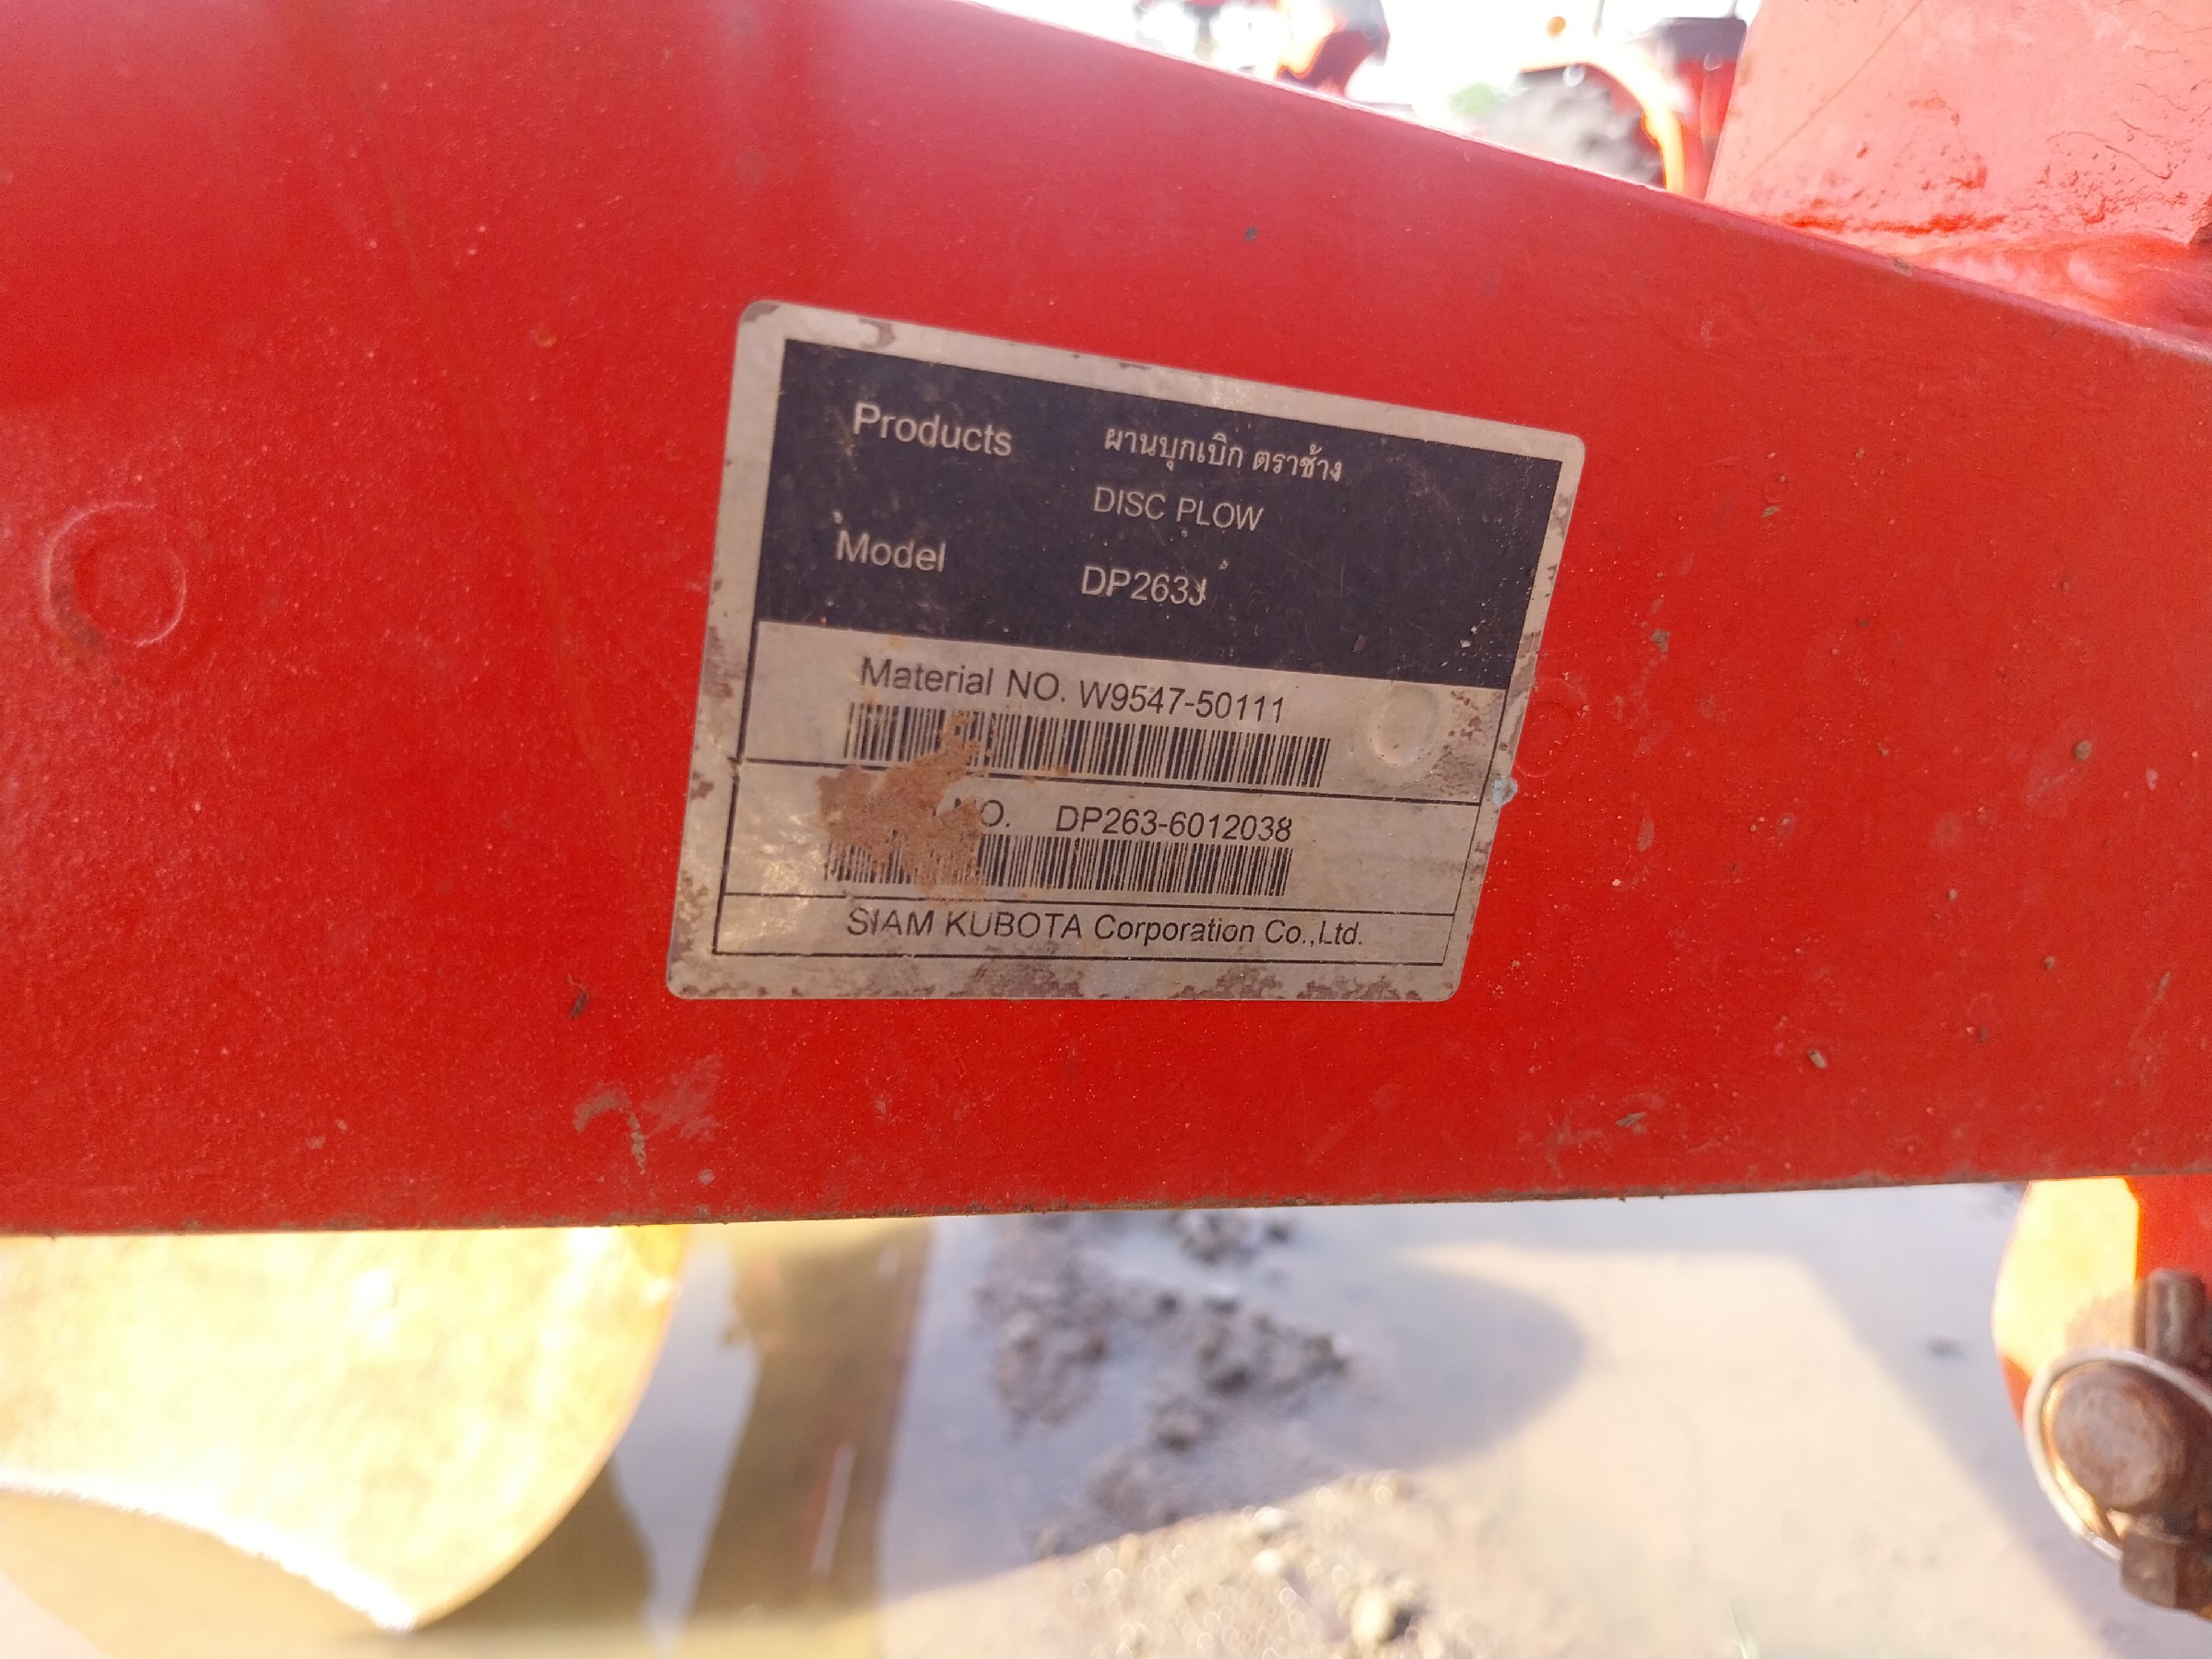 Products ผานบุกเบิก ตราช้าง
DISC PLOW
Model DP263J
Material NO. W9547-50111
NO. DP263-6012038
SIAM KUBOTA Corporation Co.,Ltd.